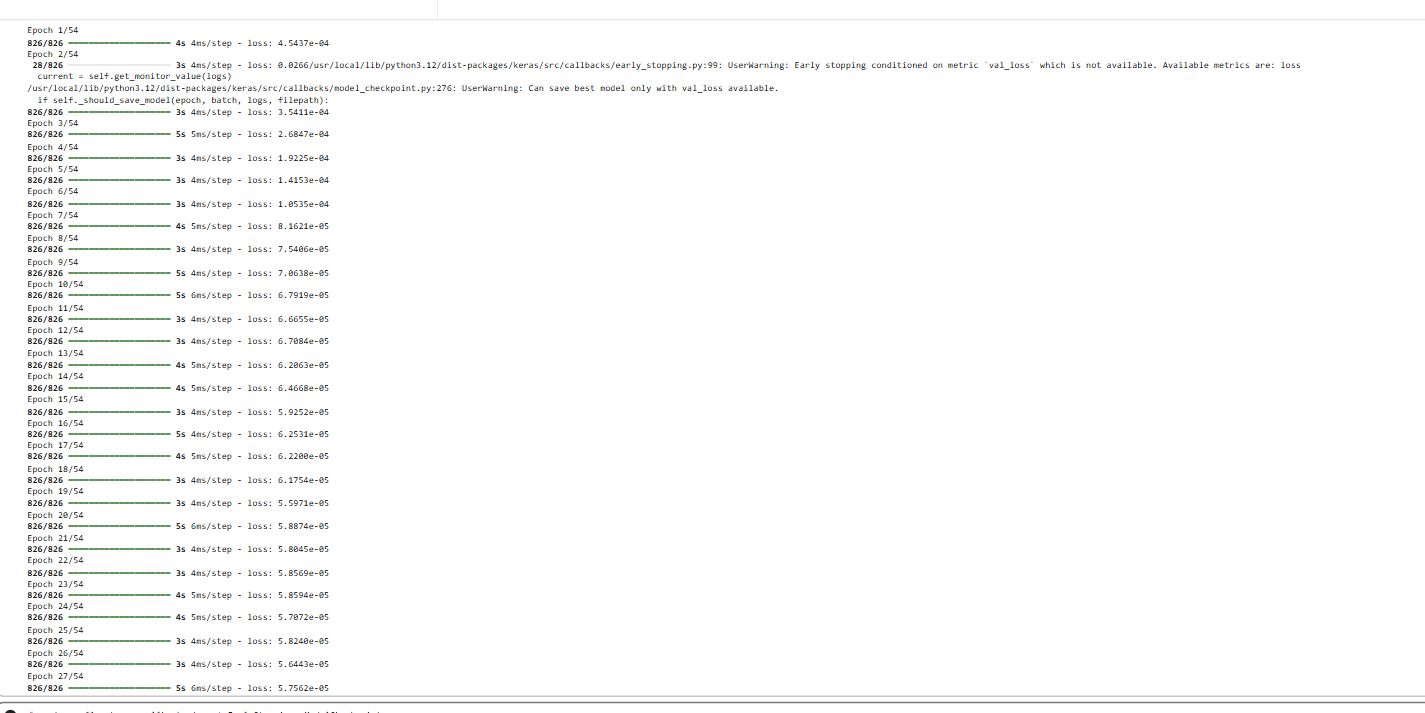 Epoch 1/54
826/826 ━━━━━━━━━━━━━━━━━━━━ 4s 4ms/step - loss: 4.5437e-04
Epoch 2/54
28/826 ━━━━━━━━━━━━━━━━━━━━ 3s 4ms/step - loss: 0.0266/usr/local/lib/python3.12/dist-packages/keras/src/callbacks/early_stopping.py:99: UserWarning: Early stopping conditioned on metric `val_loss` which is not available. Available metrics are: loss
current = self.get_monitor_value(logs)
/usr/local/lib/python3.12/dist-packages/keras/src/callbacks/model_checkpoint.py:276: UserWarning: Can save best model only with val_loss available.
if self._should_save_model(epoch, batch, logs, filepath):
826/826 ━━━━━━━━━━━━━━━━━━━━ 3s 4ms/step - loss: 3.5411e-04
Epoch 3/54
826/826 ━━━━━━━━━━━━━━━━━━━━ 5s 5ms/step - loss: 2.6847e-04
Epoch 4/54
826/826 ━━━━━━━━━━━━━━━━━━━━ 3s 4ms/step - loss: 1.9225e-04
Epoch 5/54
826/826 ━━━━━━━━━━━━━━━━━━━━ 3s 4ms/step - loss: 1.4153e-04
Epoch 6/54
826/826 ━━━━━━━━━━━━━━━━━━━━ 3s 4ms/step - loss: 1.0535e-04
Epoch 7/54
826/826 ━━━━━━━━━━━━━━━━━━━━ 4s 5ms/step - loss: 8.1621e-05
Epoch 8/54
826/826 ━━━━━━━━━━━━━━━━━━━━ 3s 4ms/step - loss: 7.5406e-05
Epoch 9/54
826/826 ━━━━━━━━━━━━━━━━━━━━ 5s 4ms/step - loss: 7.0638e-05
Epoch 10/54
826/826 ━━━━━━━━━━━━━━━━━━━━ 5s 6ms/step - loss: 6.7919e-05
Epoch 11/54
826/826 ━━━━━━━━━━━━━━━━━━━━ 3s 4ms/step - loss: 6.6655e-05
Epoch 12/54
826/826 ━━━━━━━━━━━━━━━━━━━━ 3s 4ms/step - loss: 6.7084e-05
Epoch 13/54
826/826 ━━━━━━━━━━━━━━━━━━━━ 4s 5ms/step - loss: 6.2063e-05
Epoch 14/54
826/826 ━━━━━━━━━━━━━━━━━━━━ 4s 5ms/step - loss: 6.4668e-05
Epoch 15/54
826/826 ━━━━━━━━━━━━━━━━━━━━ 3s 4ms/step - loss: 5.9252e-05
Epoch 16/54
826/826 ━━━━━━━━━━━━━━━━━━━━ 5s 4ms/step - loss: 6.2531e-05
Epoch 17/54
826/826 ━━━━━━━━━━━━━━━━━━━━ 4s 5ms/step - loss: 6.2200e-05
Epoch 18/54
826/826 ━━━━━━━━━━━━━━━━━━━━ 3s 4ms/step - loss: 6.1754e-05
Epoch 19/54
826/826 ━━━━━━━━━━━━━━━━━━━━ 3s 4ms/step - loss: 5.5971e-05
Epoch 20/54
826/826 ━━━━━━━━━━━━━━━━━━━━ 5s 6ms/step - loss: 5.8874e-05
Epoch 21/54
826/826 ━━━━━━━━━━━━━━━━━━━━ 3s 4ms/step - loss: 5.8045e-05
Epoch 22/54
826/826 ━━━━━━━━━━━━━━━━━━━━ 3s 4ms/step - loss: 5.8569e-05
Epoch 23/54
826/826 ━━━━━━━━━━━━━━━━━━━━ 4s 5ms/step - loss: 5.8594e-05
Epoch 24/54
826/826 ━━━━━━━━━━━━━━━━━━━━ 4s 5ms/step - loss: 5.7072e-05
Epoch 25/54
826/826 ━━━━━━━━━━━━━━━━━━━━ 3s 4ms/step - loss: 5.8240e-05
Epoch 26/54
826/826 ━━━━━━━━━━━━━━━━━━━━ 3s 4ms/step - loss: 5.6443e-05
Epoch 27/54
826/826 ━━━━━━━━━━━━━━━━━━━━ 5s 6ms/step - loss: 5.7562e-05